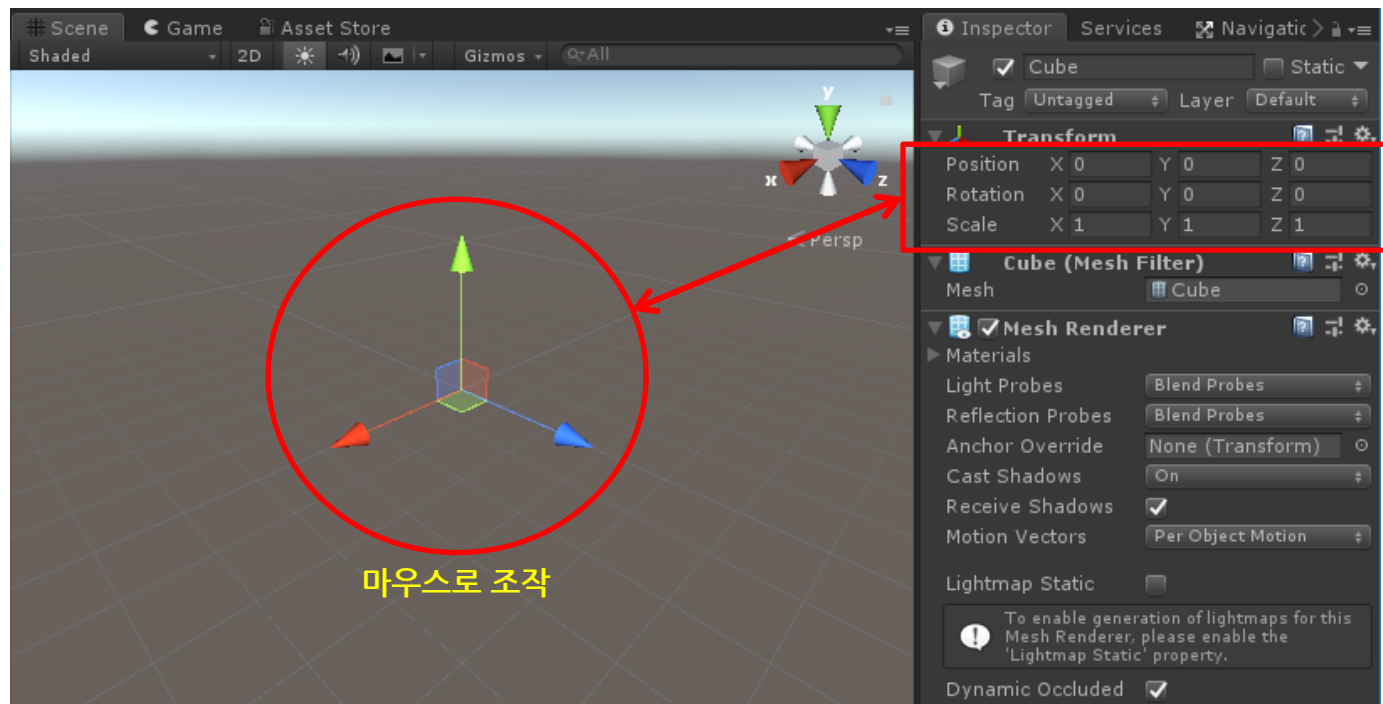 Scene Game Asset Store
Shaded 2D Gizmos All
y
x z
Persp
마우스로 조작
Inspector Services Navigatic
Cube Static
Tag Untagged Layer Default
Transform
Position X 0 Y 0 Z 0
Rotation X 0 Y 0 Z 0
Scale X 1 Y 1 Z 1
Cube (Mesh Filter)
Mesh Cube
Mesh Renderer
Materials
Light Probes Blend Probes
Reflection Probes Blend Probes
Anchor Override None (Transform)
Cast Shadows On
Receive Shadows
Motion Vectors Per Object Motion
Lightmap Static
To enable generation of lightmaps for this
Mesh Renderer, please enable the
'Lightmap Static' property.
Dynamic Occluded